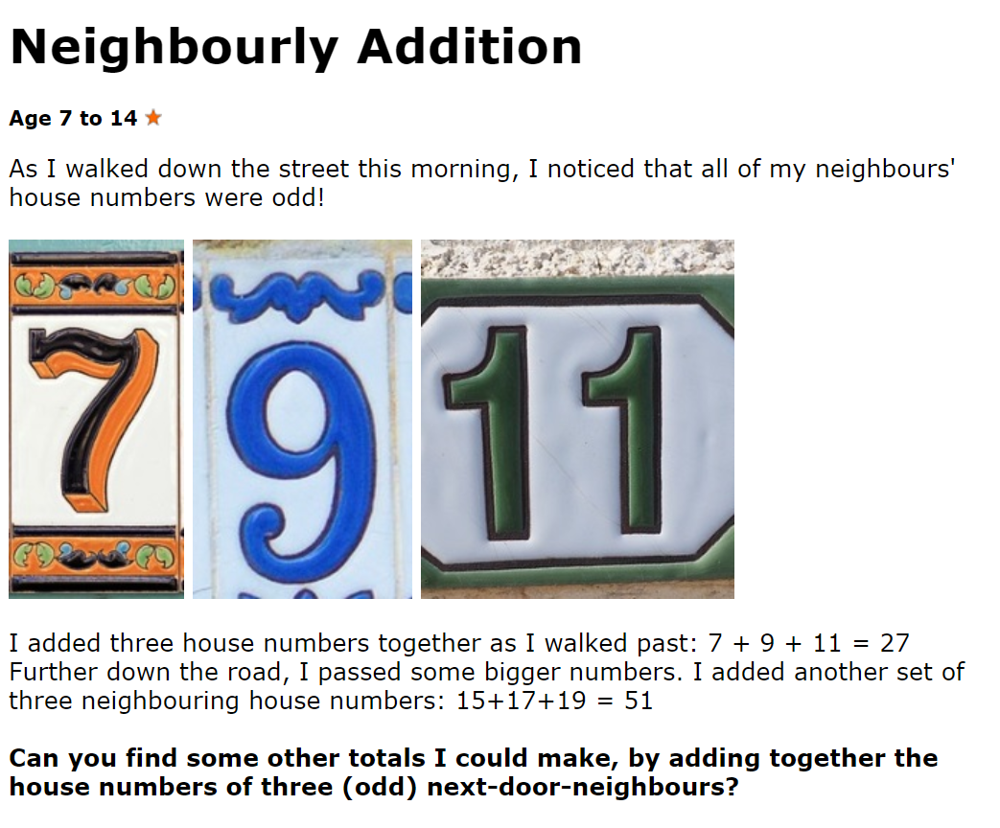 Neighbourly Addition
Age 7 to 14
As I walked down the street this morning, I noticed that all of my neighbours'
house numbers were odd!
7 9 11
I added three house numbers together as I walked past: 7 + 9 + 11 = 27
Further down the road, I passed some bigger numbers. I added another set of
three neighbouring house numbers: 15+17+19 = 51
Can you find some other totals I could make, by adding together the
house numbers of three (odd) next-door-neighbours?